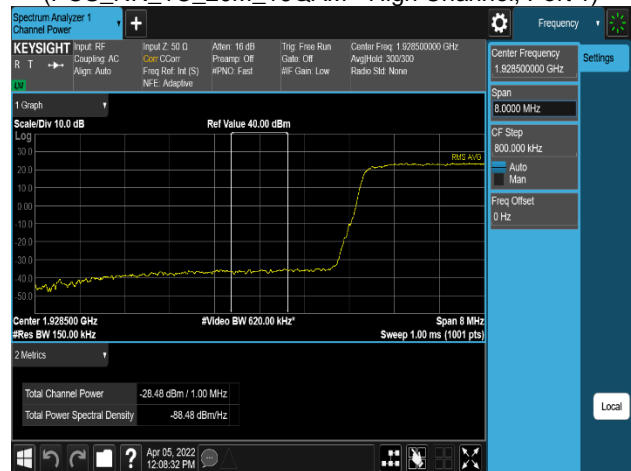 Spectrum Analyzer 1
Channel Power
+
Frequency
KEYSIGHT
R T
Input: RF
Coupling: AC
Align: Auto
Input Z: 50 Ω
Corr CCorr
Freq Ref: Int (S)
NFE: Adaptive
Atten: 16 dB
Preamp: Off
#PNO: Fast
Trig: Free Run
Gate: Off
#IF Gain: Low
Center Freq: 1.928500000 GHz
Avg|Hold: 300/300
Radio Std: None
Center Frequency
1.928500000 GHz
Settings
Span
8.0000 MHz
CF Step
800.000 kHz
Auto
Man
Freq Offset
0 Hz
1 Graph
Scale/Div 10.0 dB
Ref Value 40.00 dBm
Log
30.0
20.0
10.0
0.00
-10.0
-20.0
-30.0
-40.0
-50.0
RMS AVG
Center 1.928500 GHz
#Video BW 620.00 kHz*
Span 8 MHz
#Res BW 150.00 kHz
Sweep 1.00 ms (1001 pts)
2 Metrics
Total Channel Power -28.48 dBm / 1.00 MHz
Total Power Spectral Density -88.48 dBm/Hz
Local
?
Apr 05, 2022
12:08:32 PM